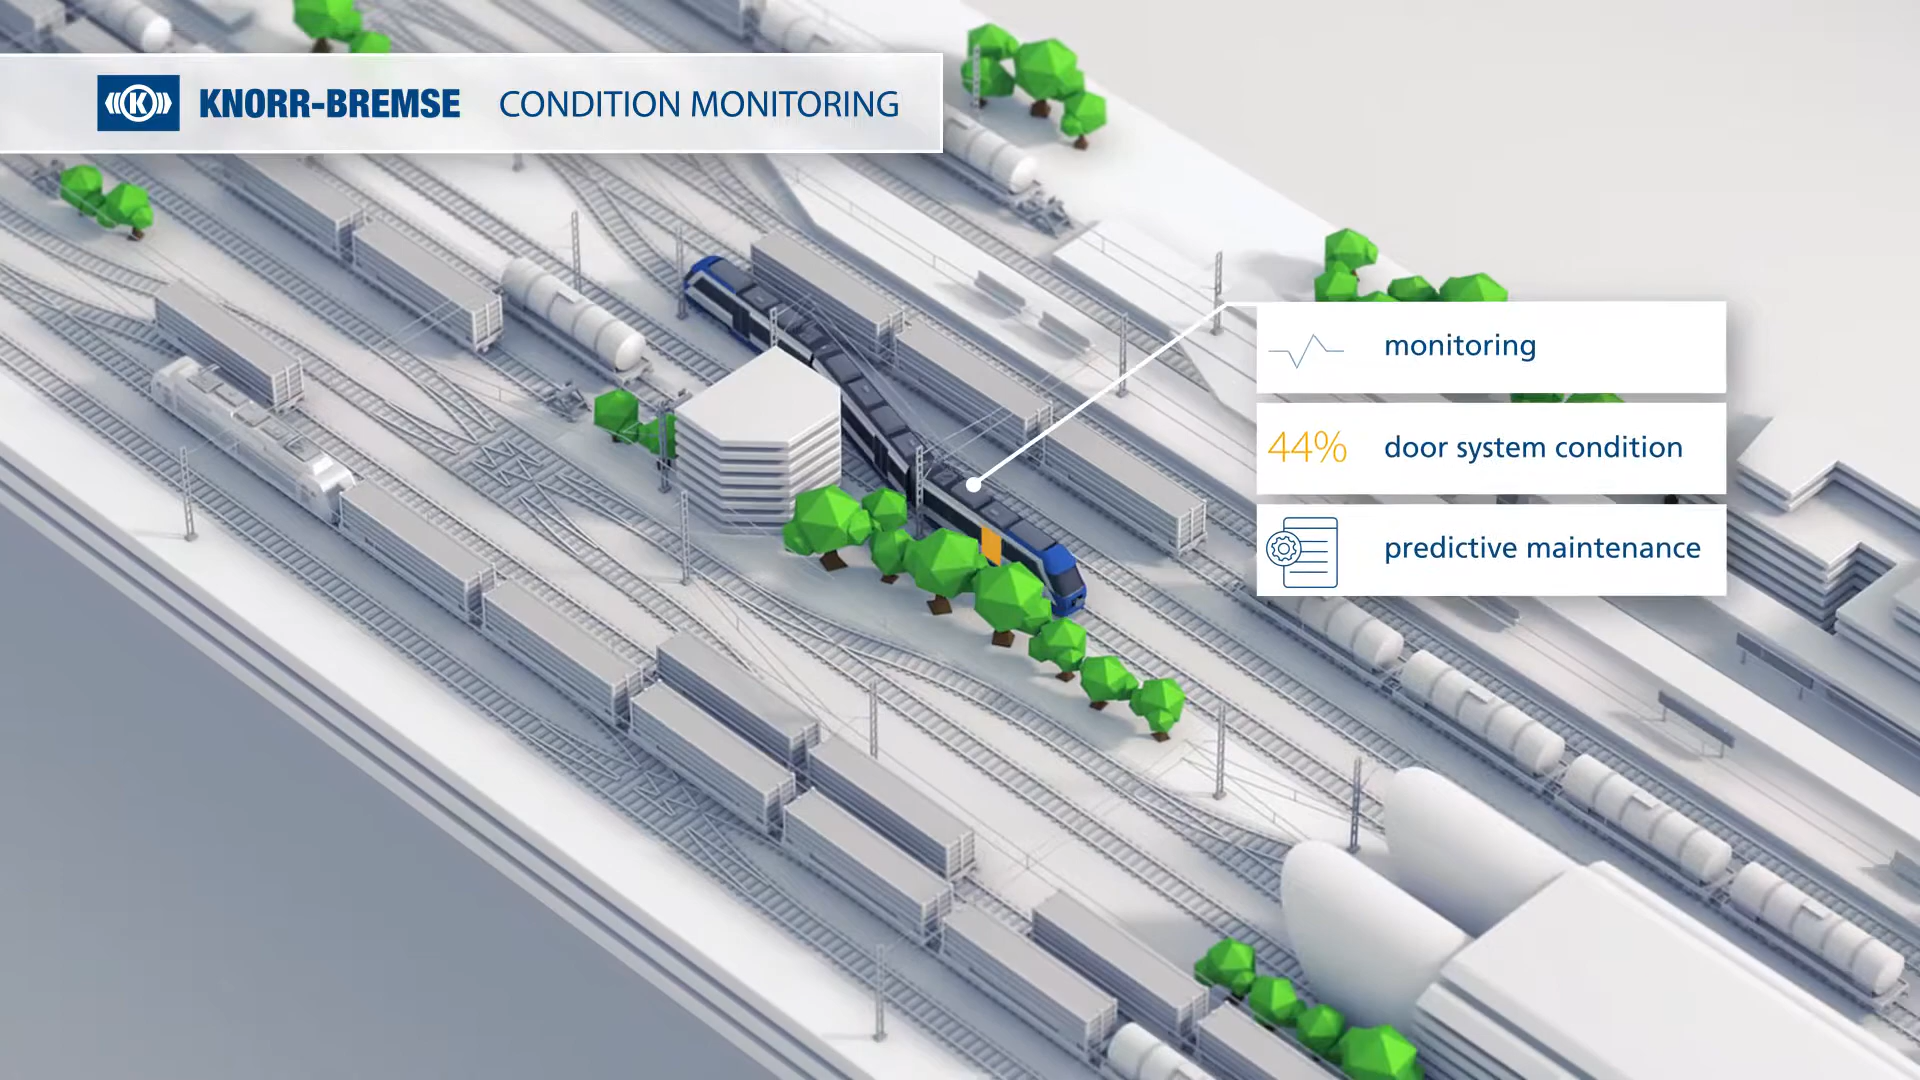 KNORR-BREMSE CONDITION MONITORING
monitoring
44% door system condition
predictive maintenance